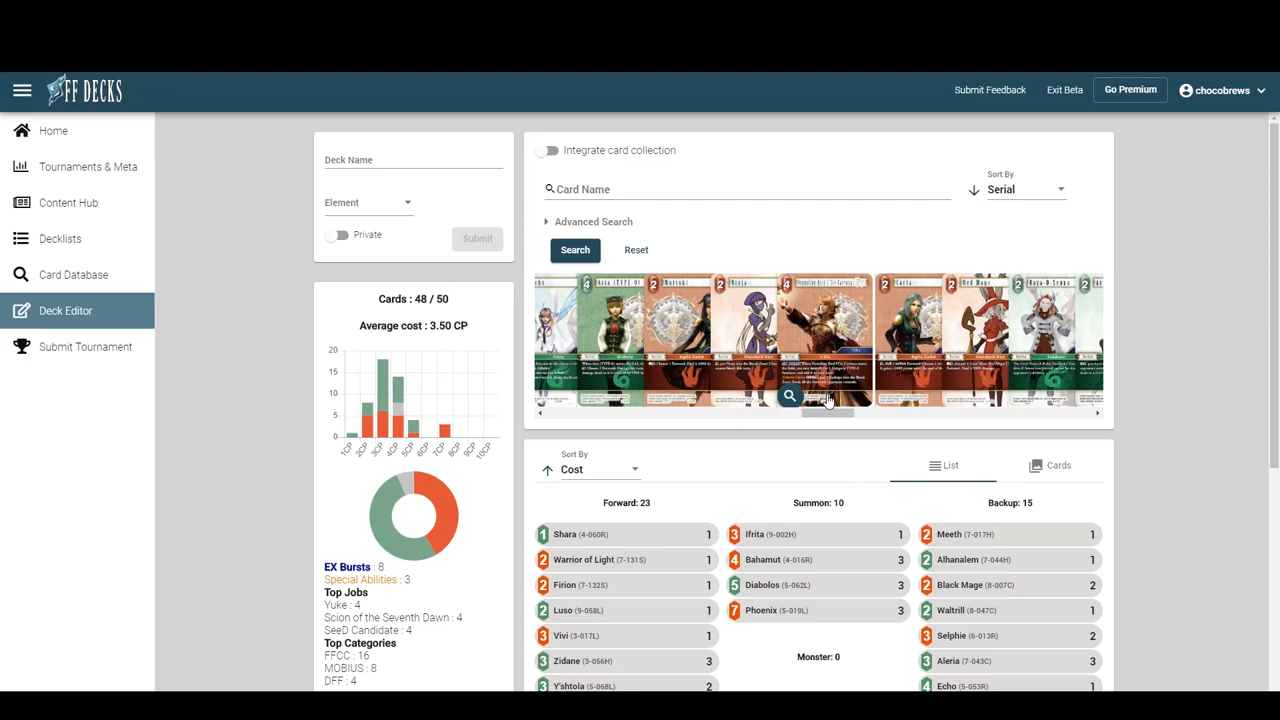 FF DECKS
Submit Feedback
Exit Beta
Go Premium
chocobrews
Home
Tournaments & Meta
Content Hub
Decklists
Card Database
Deck Editor
Submit Tournament
Deck Name
Element
Private
Submit
Integrate card collection
Card Name
Sort By
Serial
Advanced Search
Search
Reset
Mutsuki
Ninja
Carla
Red Mage
Cards : 48 / 50
Average cost : 3.50 CP
20
15
10
5
0
1CP 2CP 3CP 4CP 5CP 6CP 7CP 8CP 9CP 10CP
EX Bursts : 8
Special Abilities : 3
Top Jobs
Yuke : 4
Scion of the Seventh Dawn : 4
SeeD Candidate : 4
Top Categories
FFCC : 16
MOBIUS : 8
DFF : 4
Sort By
Cost
List
Cards
Forward: 23
1 Shara (4-060R) 1
2 Warrior of Light (7-131S) 1
2 Firion (7-132S) 1
2 Luso (9-058L) 1
3 Vivi (3-017L) 1
3 Zidane (3-056H) 3
3 Y'shtola (5-068L) 2
Summon: 10
3 Ifrita (9-002H) 1
4 Bahamut (4-016R) 3
5 Diabolos (5-062L) 3
7 Phoenix (5-019L) 3
Monster: 0
Backup: 15
2 Meeth (7-017H) 1
2 Alhanalem (7-044H) 1
2 Black Mage (8-007C) 2
2 Waltrill (8-047C) 1
3 Selphie (6-013R) 2
3 Aleria (7-043C) 3
4 Echo (5-053R) 1